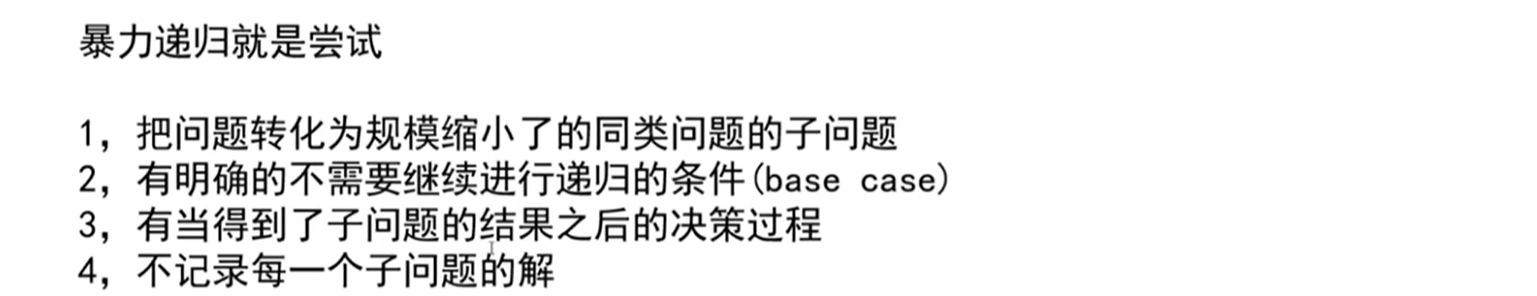 暴力递归就是尝试
1，把问题转化为规模缩小了的同类问题的子问题
2，有明确的不需要继续进行递归的条件(base case)
3，有当得到了子问题的结果之后的决策过程
4，不记录每一个子问题的解